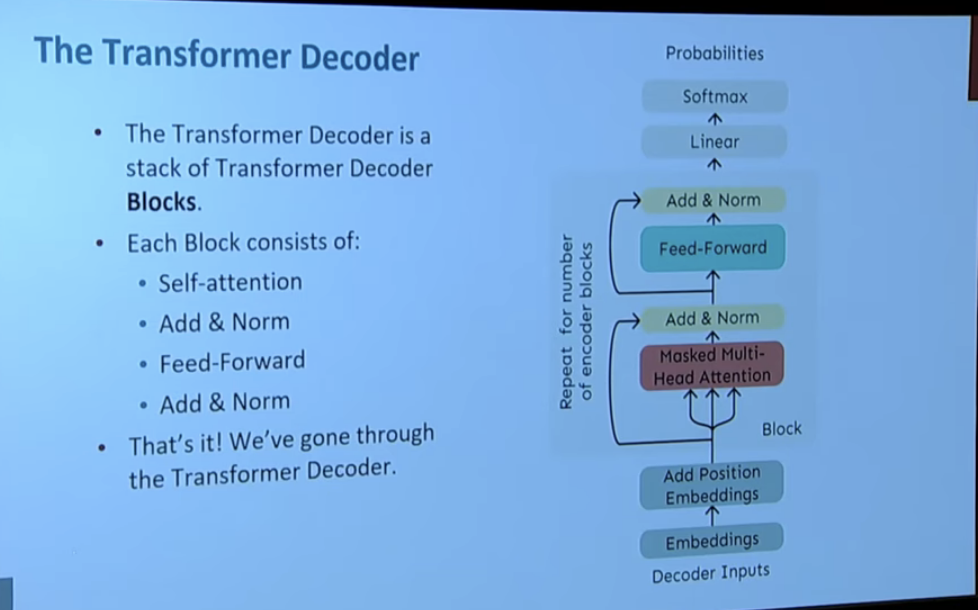 The Transformer Decoder
• The Transformer Decoder is a
stack of Transformer Decoder
Blocks.
• Each Block consists of:
• Self-attention
• Add & Norm
• Feed-Forward
• Add & Norm
• That's it! We've gone through
the Transformer Decoder.
Probabilities
Softmax
Linear
Add & Norm
Feed-Forward
Repeat for number
of encoder blocks
Add & Norm
Masked Multi-
Head Attention
Block
Add Position
Embeddings
Embeddings
Decoder Inputs